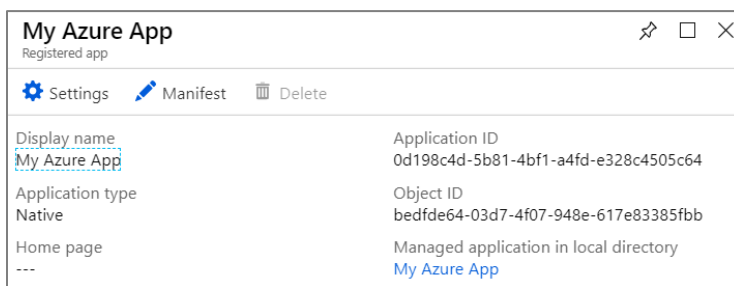 My Azure App
Registered app
Settings Manifest Delete
Display name
My Azure App
Application ID
0d198c4d-5b81-4bf1-a4fd-e328c4505c64
Application type
Native
Object ID
bedfde64-03d7-4f07-948e-617e83385fbb
Home page
---
Managed application in local directory
My Azure App